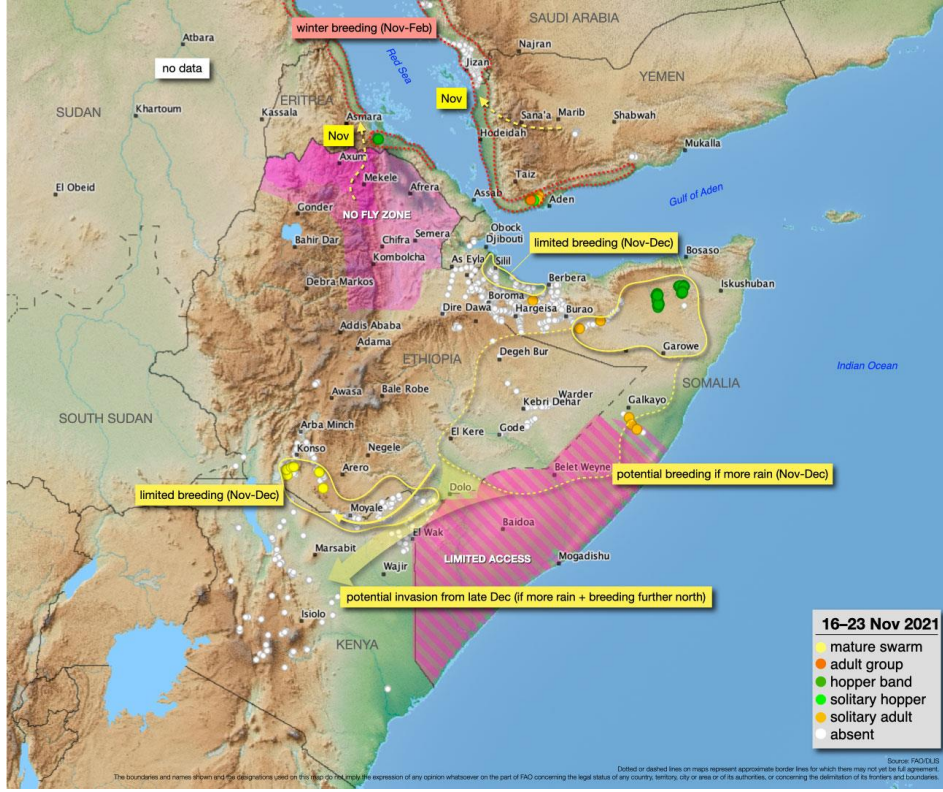 SAUDI ARABIA
winter breeding (Nov-Feb)
Atbara
Najran
Red Sea
Jizan
no data
YEMEN
Nov
ERITREA
SUDAN
Khartoum
Kassala
Asmara
Sana'a
Marib
Shabwah
Nov
Hodeidah
Mukalla
Axum
Taiz
Mekele
El Obeid
Afrera
Assab
Aden
Gulf of Aden
Gonder
NO FLY ZONE
Obock
Semera
Djibouti
limited breeding (Nov-Dec)
Bahir Dar
Chifra
Bosaso
Kombolcha
As Eyla
Silil
Berbera
Iskushuban
Debra Markos
Boroma
Dire Dawa
Hargeisa
Burao
Addis Ababa
Adama
Garowe
Degeh Bur
ETHIOPIA
Indian Ocean
SOMALIA
Awasa
Bale Robe
Warder
Kebri Dehar
Galkayo
SOUTH SUDAN
Arba Minch
Gode
El Kere
Konso
Negele
Arero
Belet Weyne
potential breeding if more rain (Nov-Dec)
limited breeding (Nov-Dec)
Dolo
Moyale
Baidoa
El Wak
Marsabit
LIMITED ACCESS
Mogadishu
Wajir
potential invasion from late Dec (if more rain + breeding further north)
Isiolo
KENYA
16–23 Nov 2021
mature swarm
adult group
hopper band
solitary hopper
solitary adult
absent
Source: FAO/DLIS
Dotted or dashed lines on maps represent approximate border lines for which there may not yet be full agreement.
The boundaries and names shown and the designations used on this map do not imply the expression of any opinion whatsoever on the part of FAO concerning the legal status of any country, territory, city or area or of its authorities, or concerning the delimitation of its frontiers and boundaries.